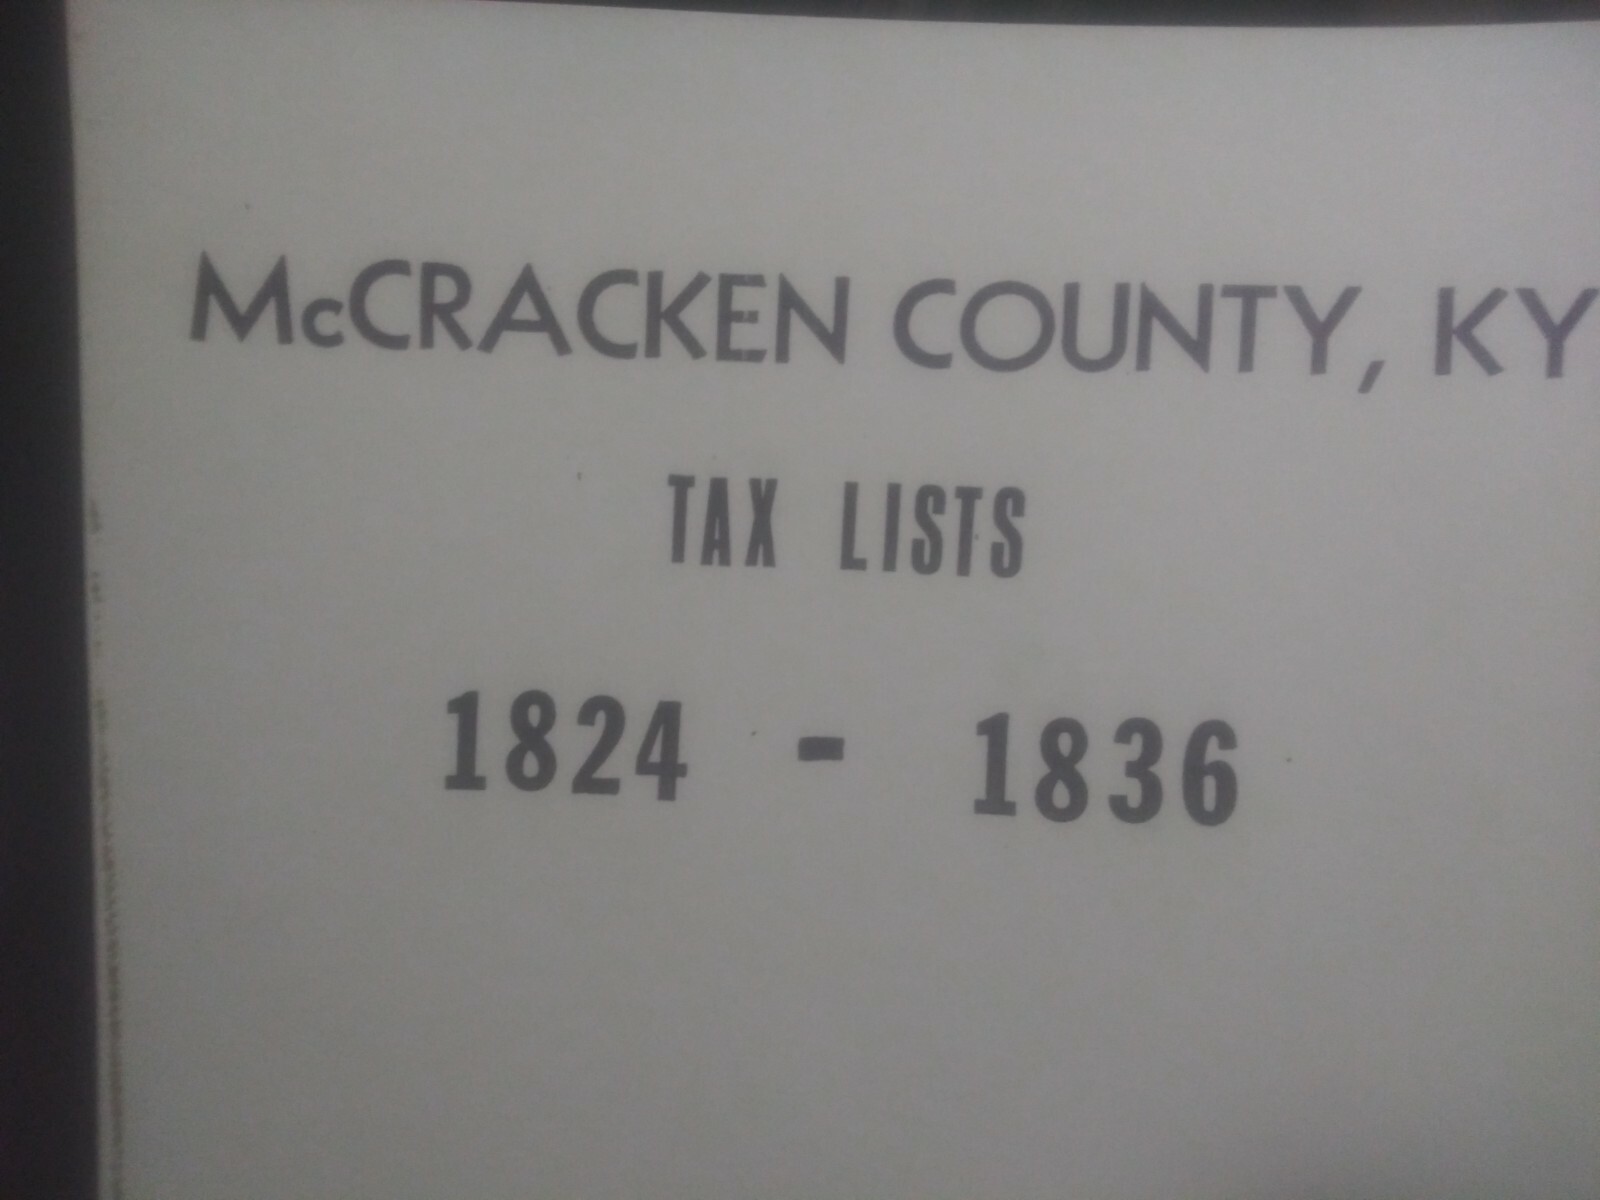 McCRACKEN COUNTY, KY
TAX LISTS
1824 - 1836